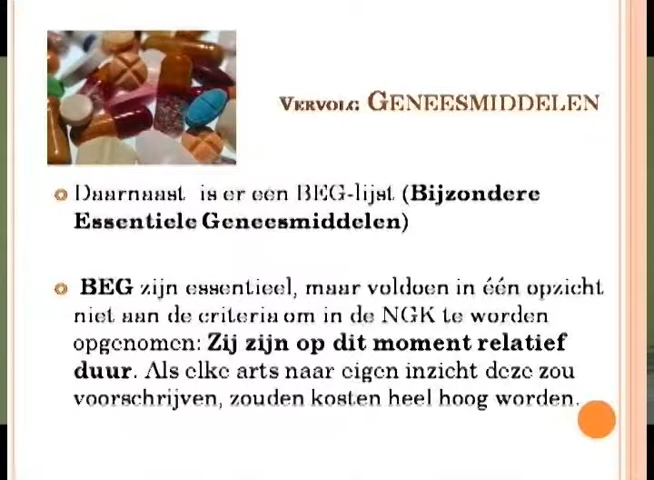 VERVOLG: GENEESMIDDELEN
Daarnaast is er een BEG-lijst (Bijzondere
Essentiele Geneesmiddelen)
BEG zijn essentieel, maar voldoen in één opzicht
niet aan de criteria om in de NGK te worden
opgenomen: Zij zijn op dit moment relatief
duur. Als elke arts naar eigen inzicht deze zou
voorschrijven, zouden kosten heel hoog worden.